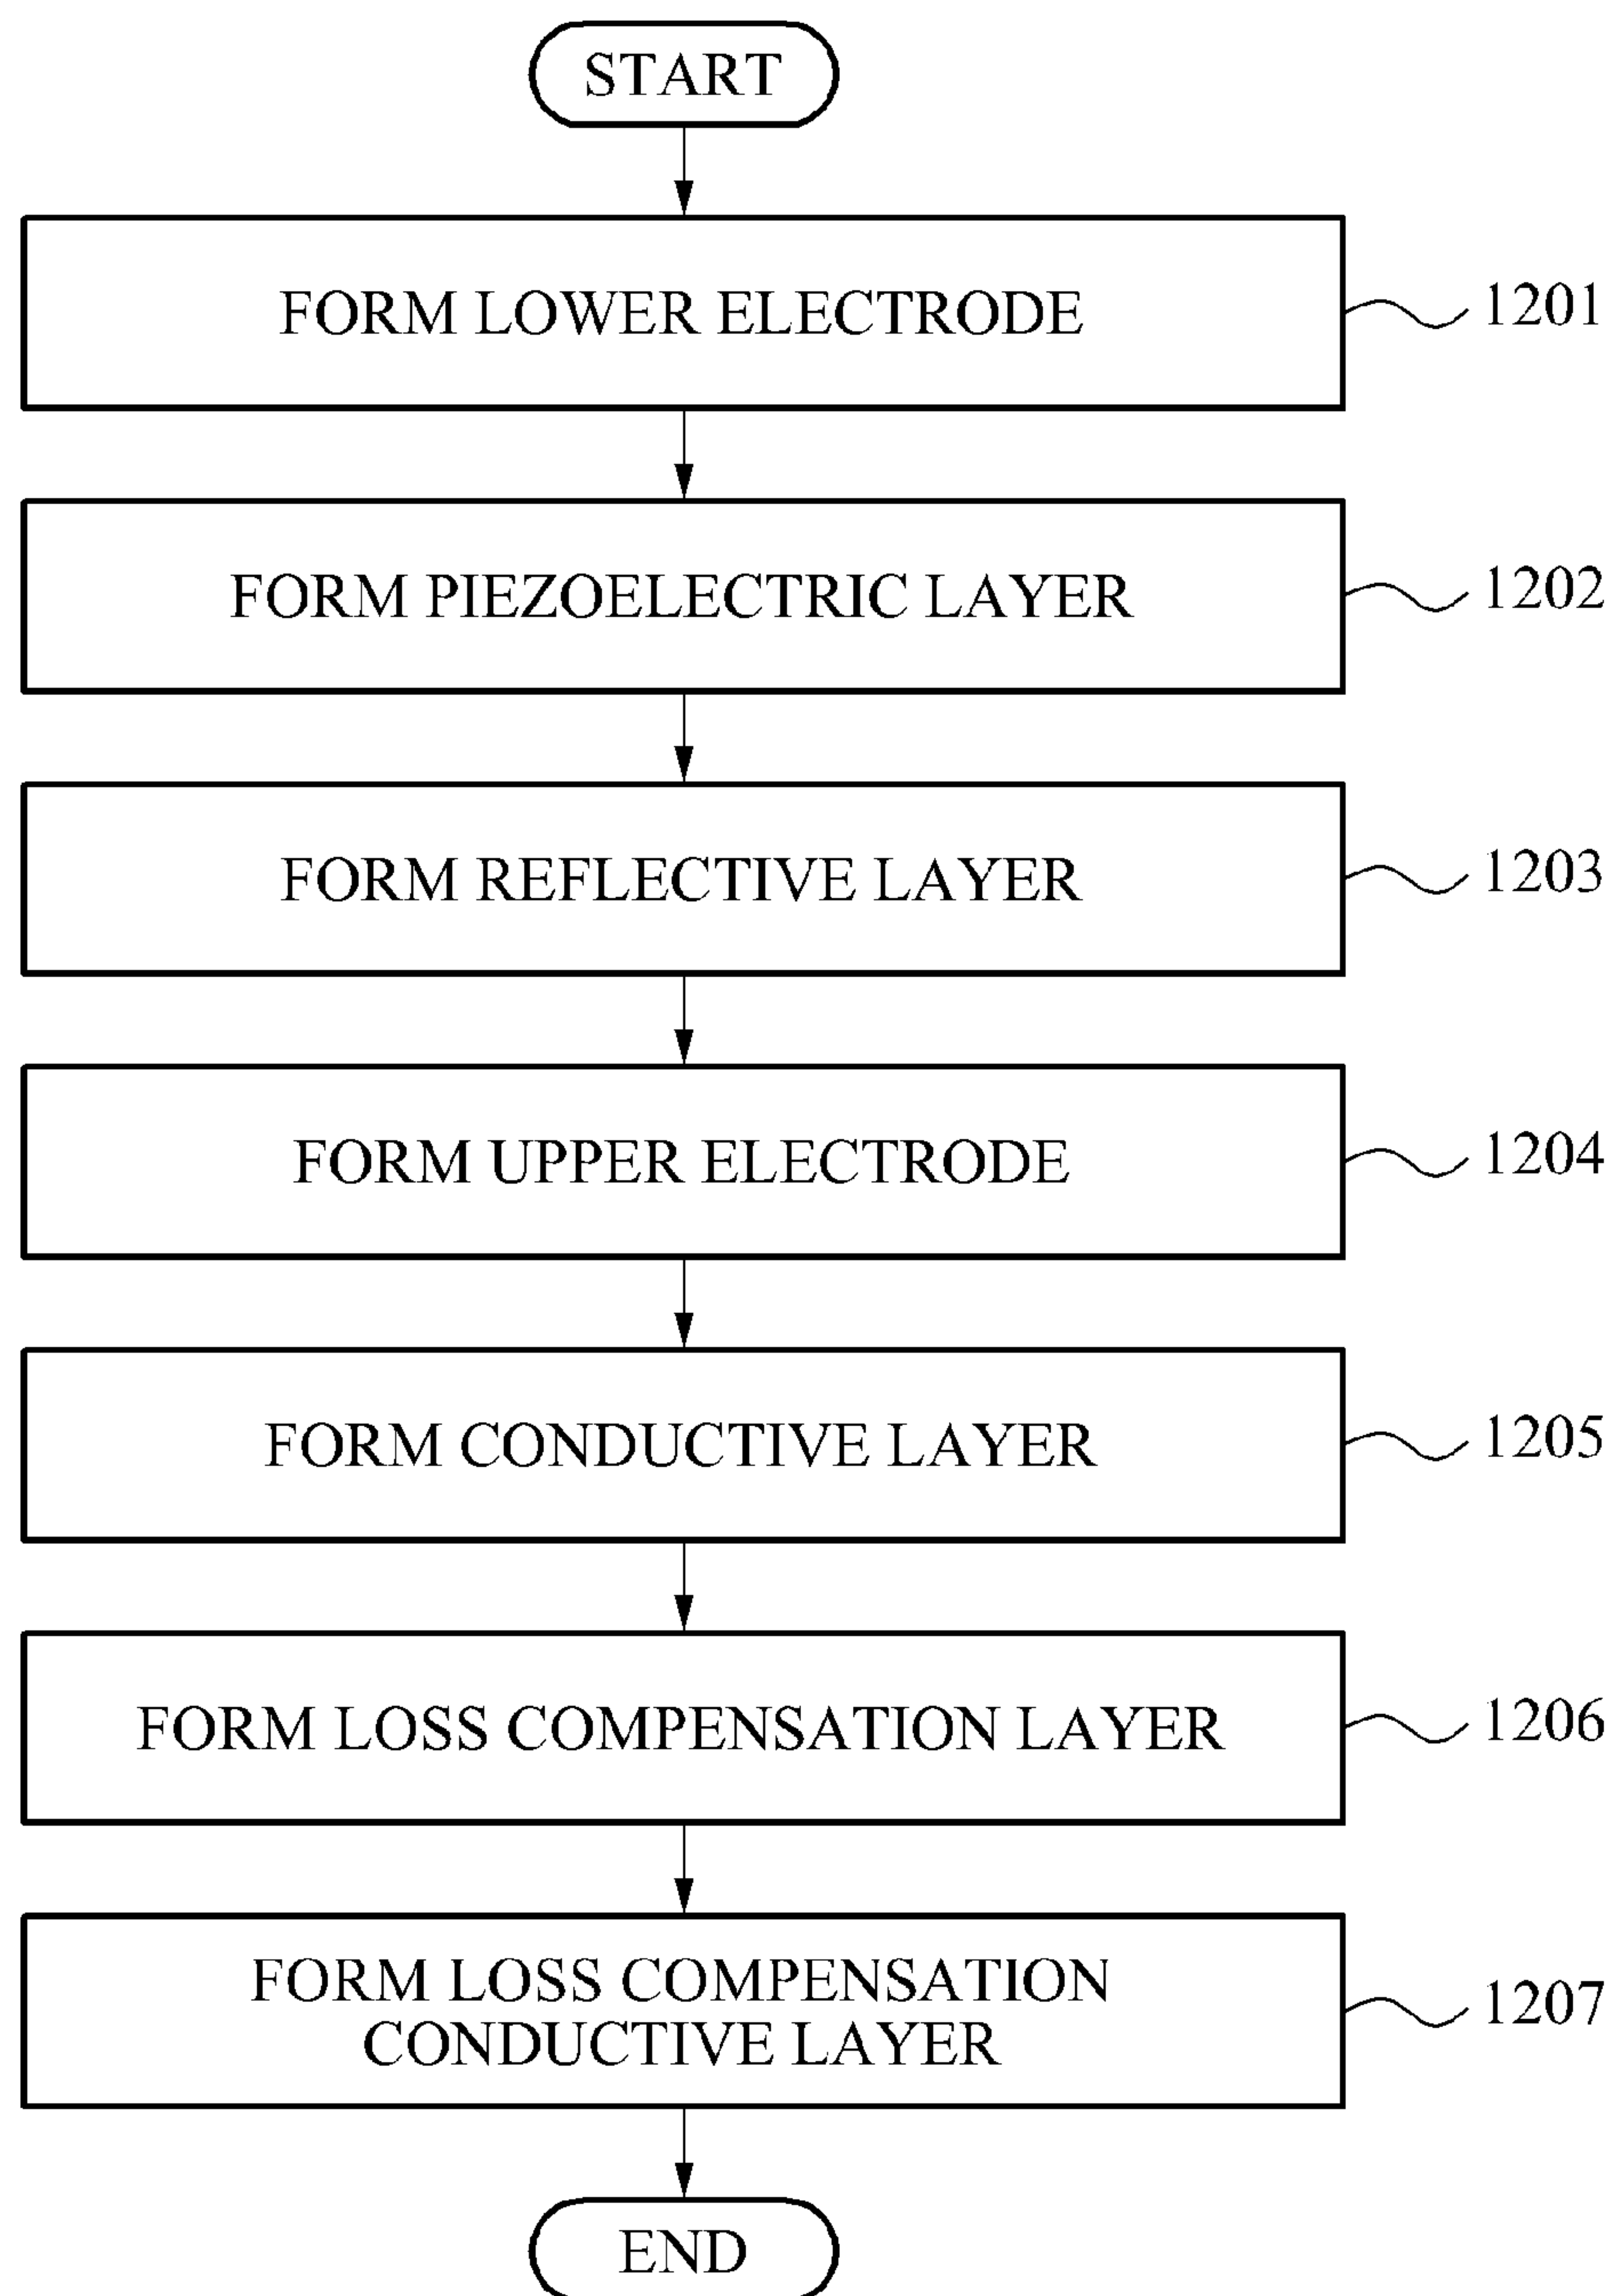 START
FORM LOWER ELECTRODE
1201
FORM PIEZOELECTRIC LAYER
1202
FORM REFLECTIVE LAYER
1203
FORM UPPER ELECTRODE
1204
FORM CONDUCTIVE LAYER
1205
FORM LOSS COMPENSATION LAYER
1206
FORM LOSS COMPENSATION
CONDUCTIVE LAYER
1207
END